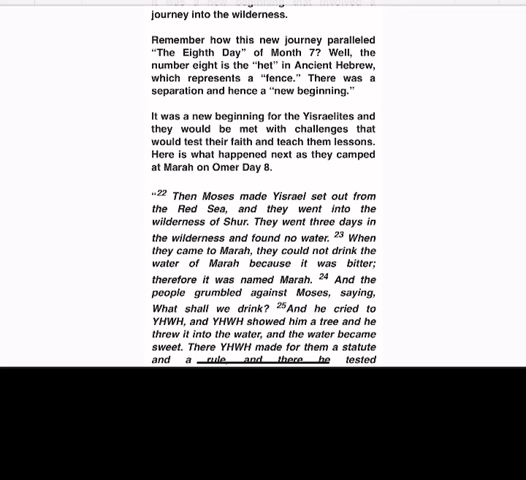 journey into the wilderness.
Remember how this new journey paralleled
“The Eighth Day” of Month 7? Well, the
number eight is the “het” in Ancient Hebrew,
which represents a “fence.” There was a
separation and hence a “new beginning.”
It was a new beginning for the Yisraelites and
they would be met with challenges that
would test their faith and teach them lessons.
Here is what happened next as they camped
at Marah on Omer Day 8.
“22 Then Moses made Yisrael set out from
the Red Sea, and they went into the
wilderness of Shur. They went three days in
the wilderness and found no water. 23 When
they came to Marah, they could not drink the
water of Marah because it was bitter;
therefore it was named Marah. 24 And the
people grumbled against Moses, saying,
What shall we drink? 25And he cried to
YHWH, and YHWH showed him a tree and he
threw it into the water, and the water became
sweet. There YHWH made for them a statute
and a rule, and there he tested